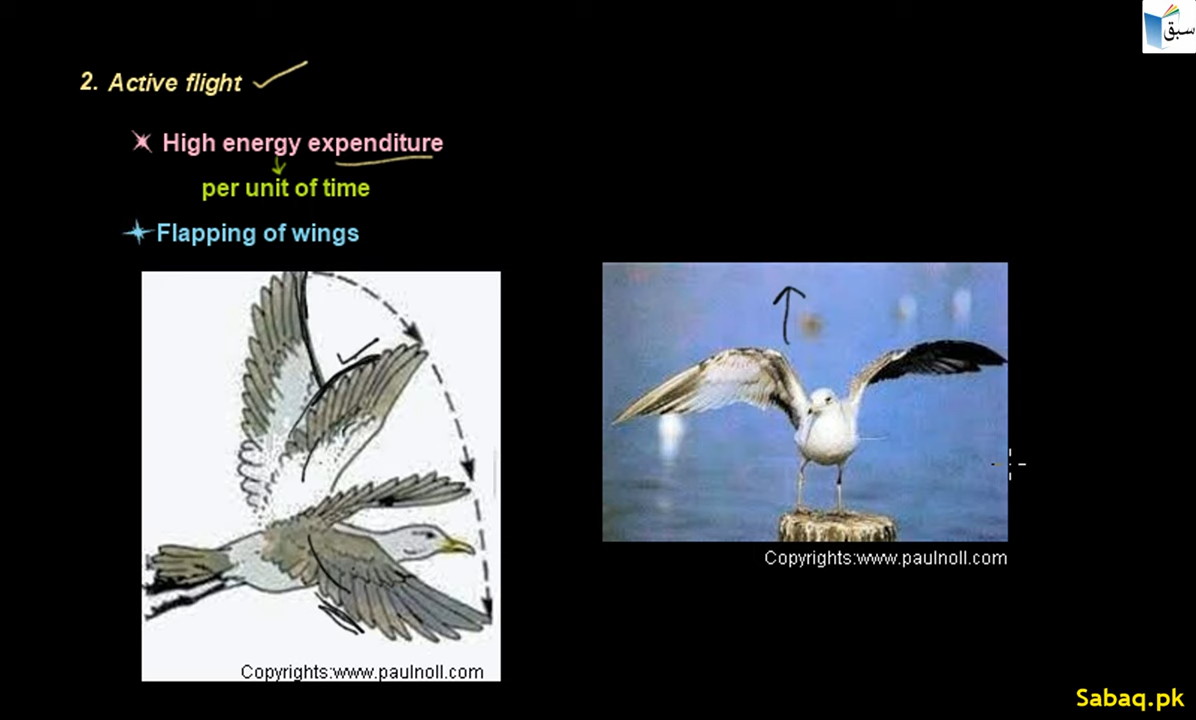 سبق
2. Active flight
High energy expenditure
per unit of time
Flapping of wings
Copyrights:www.paulnoll.com
Copyrights:www.paulnoll.com
Sabaq.pk